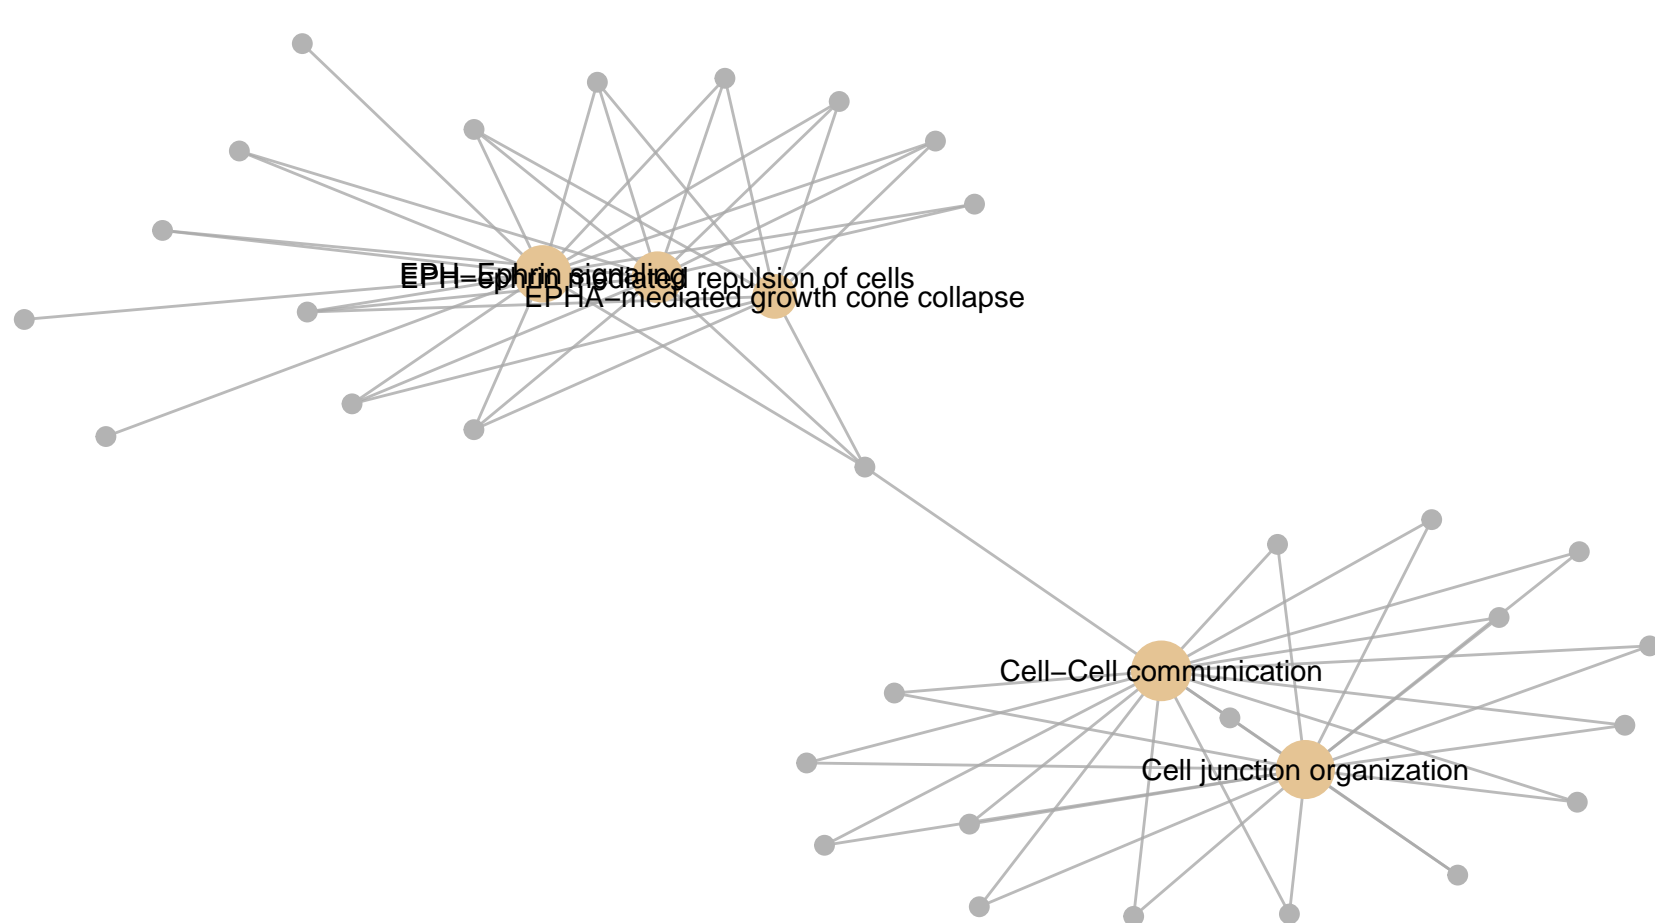 EPH−Ephrin signaling
EPH−ephrin mediated repulsion of cells
EPHA−mediated growth cone collapse
Cell−Cell communication
Cell junction organization